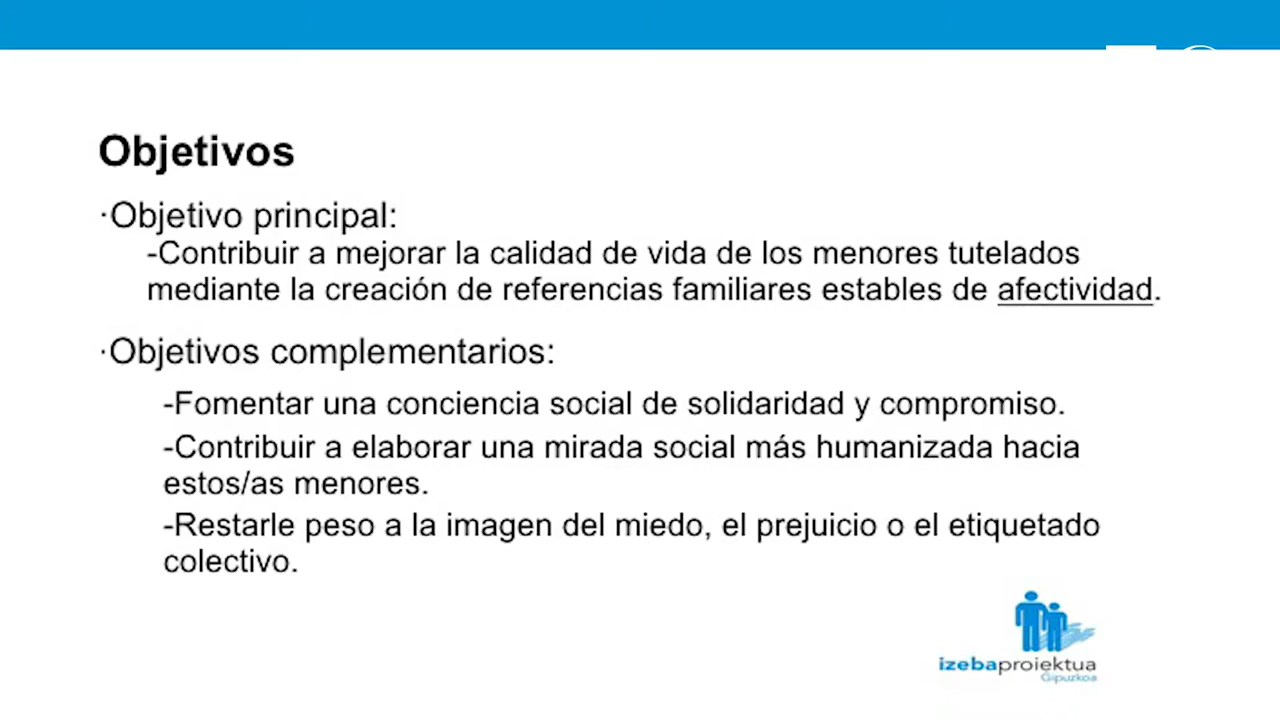 Objetivos
·Objetivo principal:
-Contribuir a mejorar la calidad de vida de los menores tutelados
mediante la creación de referencias familiares estables de afectividad.
·Objetivos complementarios:
-Fomentar una conciencia social de solidaridad y compromiso.
-Contribuir a elaborar una mirada social más humanizada hacia
estos/as menores.
-Restarle peso a la imagen del miedo, el prejuicio o el etiquetado
colectivo.
izebaproiektua
Gipuzkoa